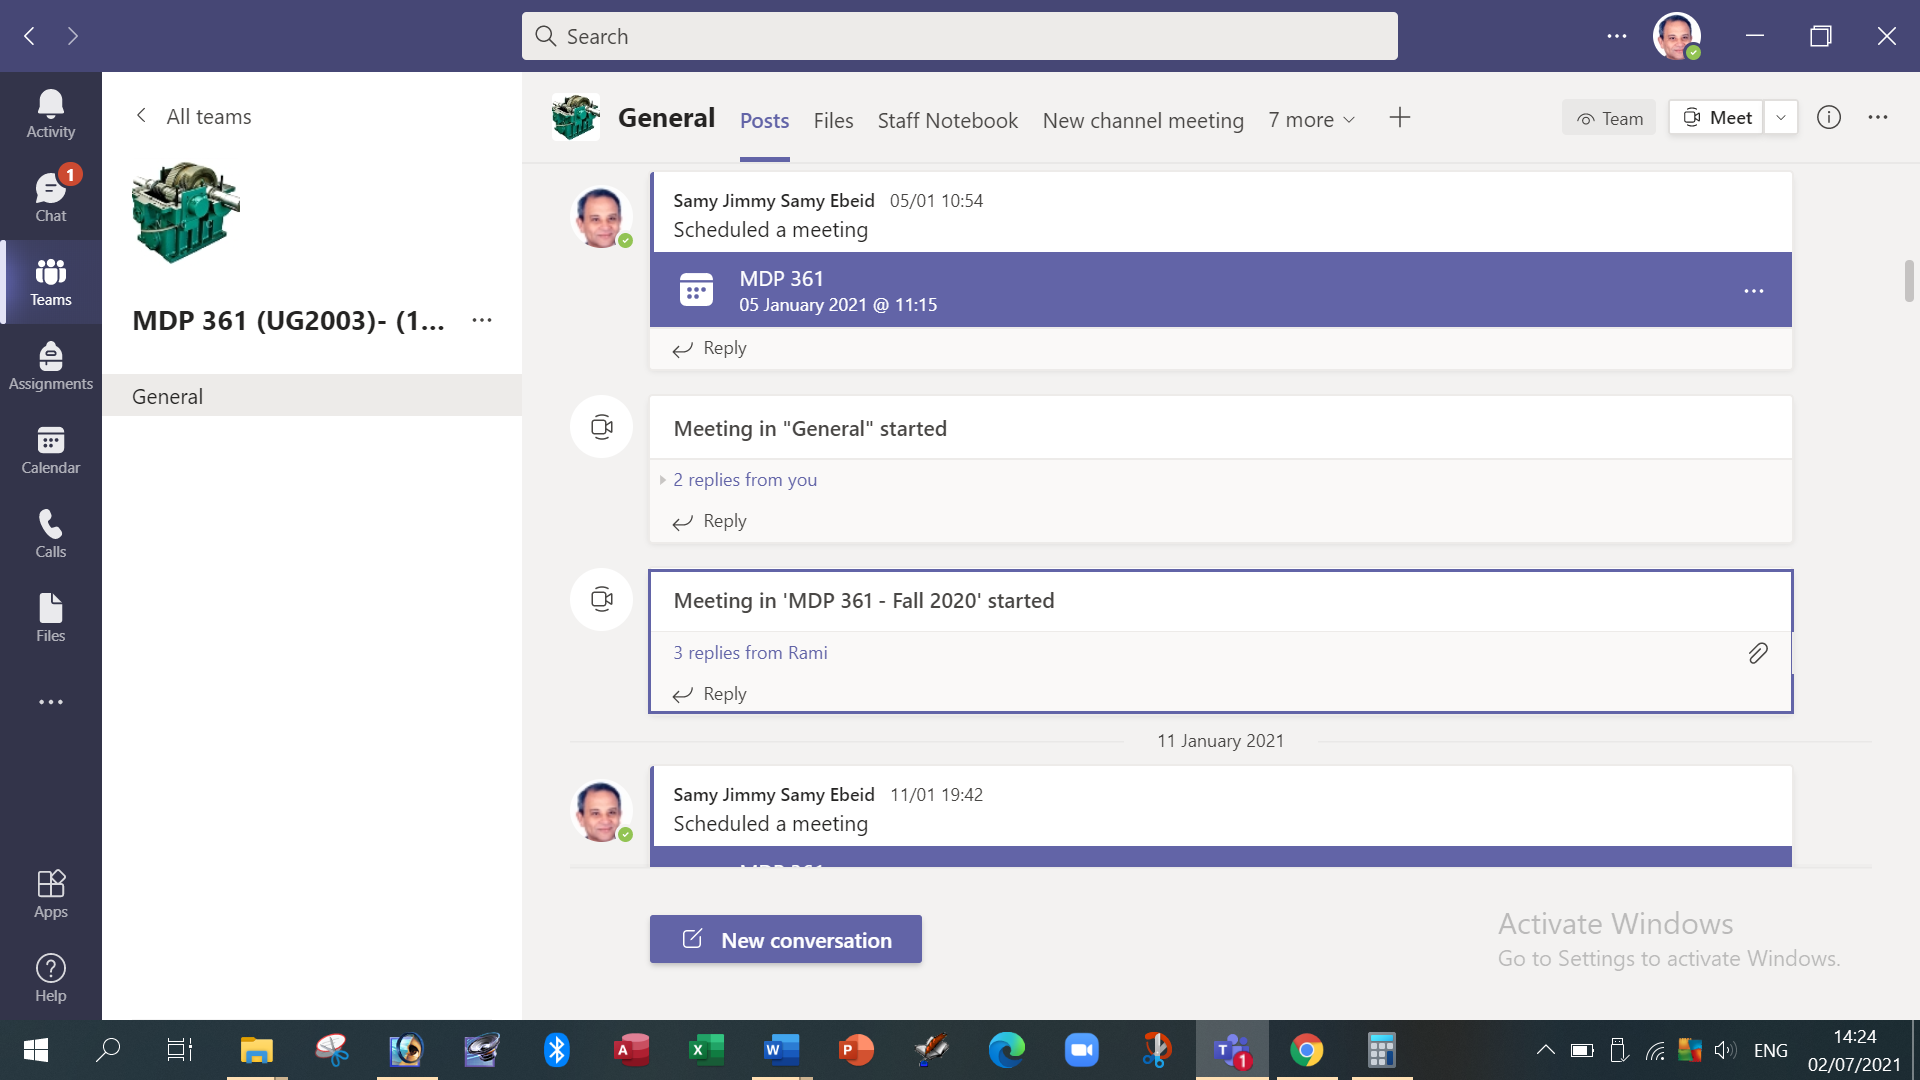 Search
Activity
1
Chat
Teams
Assignments
Calendar
Calls
Files
Apps
Help
All teams
MDP 361 (UG2003)- (1...
General
General
Posts
Files
Staff Notebook
New channel meeting
7 more
Team
Meet
Samy Jimmy Samy Ebeid 05/01 10:54
Scheduled a meeting
MDP 361
05 January 2021 @ 11:15
Reply
Meeting in "General" started
2 replies from you
Reply
Meeting in 'MDP 361 - Fall 2020' started
3 replies from Rami
Reply
11 January 2021
Samy Jimmy Samy Ebeid 11/01 19:42
Scheduled a meeting
MDP 361
New conversation
Activate Windows
Go to Settings to activate Windows.
ENG
14:24
02/07/2021